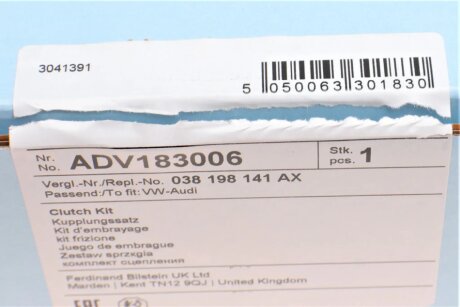 3041391
5 050063 301830
Nr. No. ADV183006 Stk. pcs. 1
Vergl.-Nr./Repl.-No. 038 198 141 AX
Passend:/To fit: VW-Audi
Clutch Kit
Kupplungssatz
Kit d'embrayage
kit frizione
Juego de embrague
Zestaw sprzęgła
комплект сцепления
Ferdinand Bilstein UK Ltd.
Marden | Kent TN12 9QJ | United Kingdom
EAC